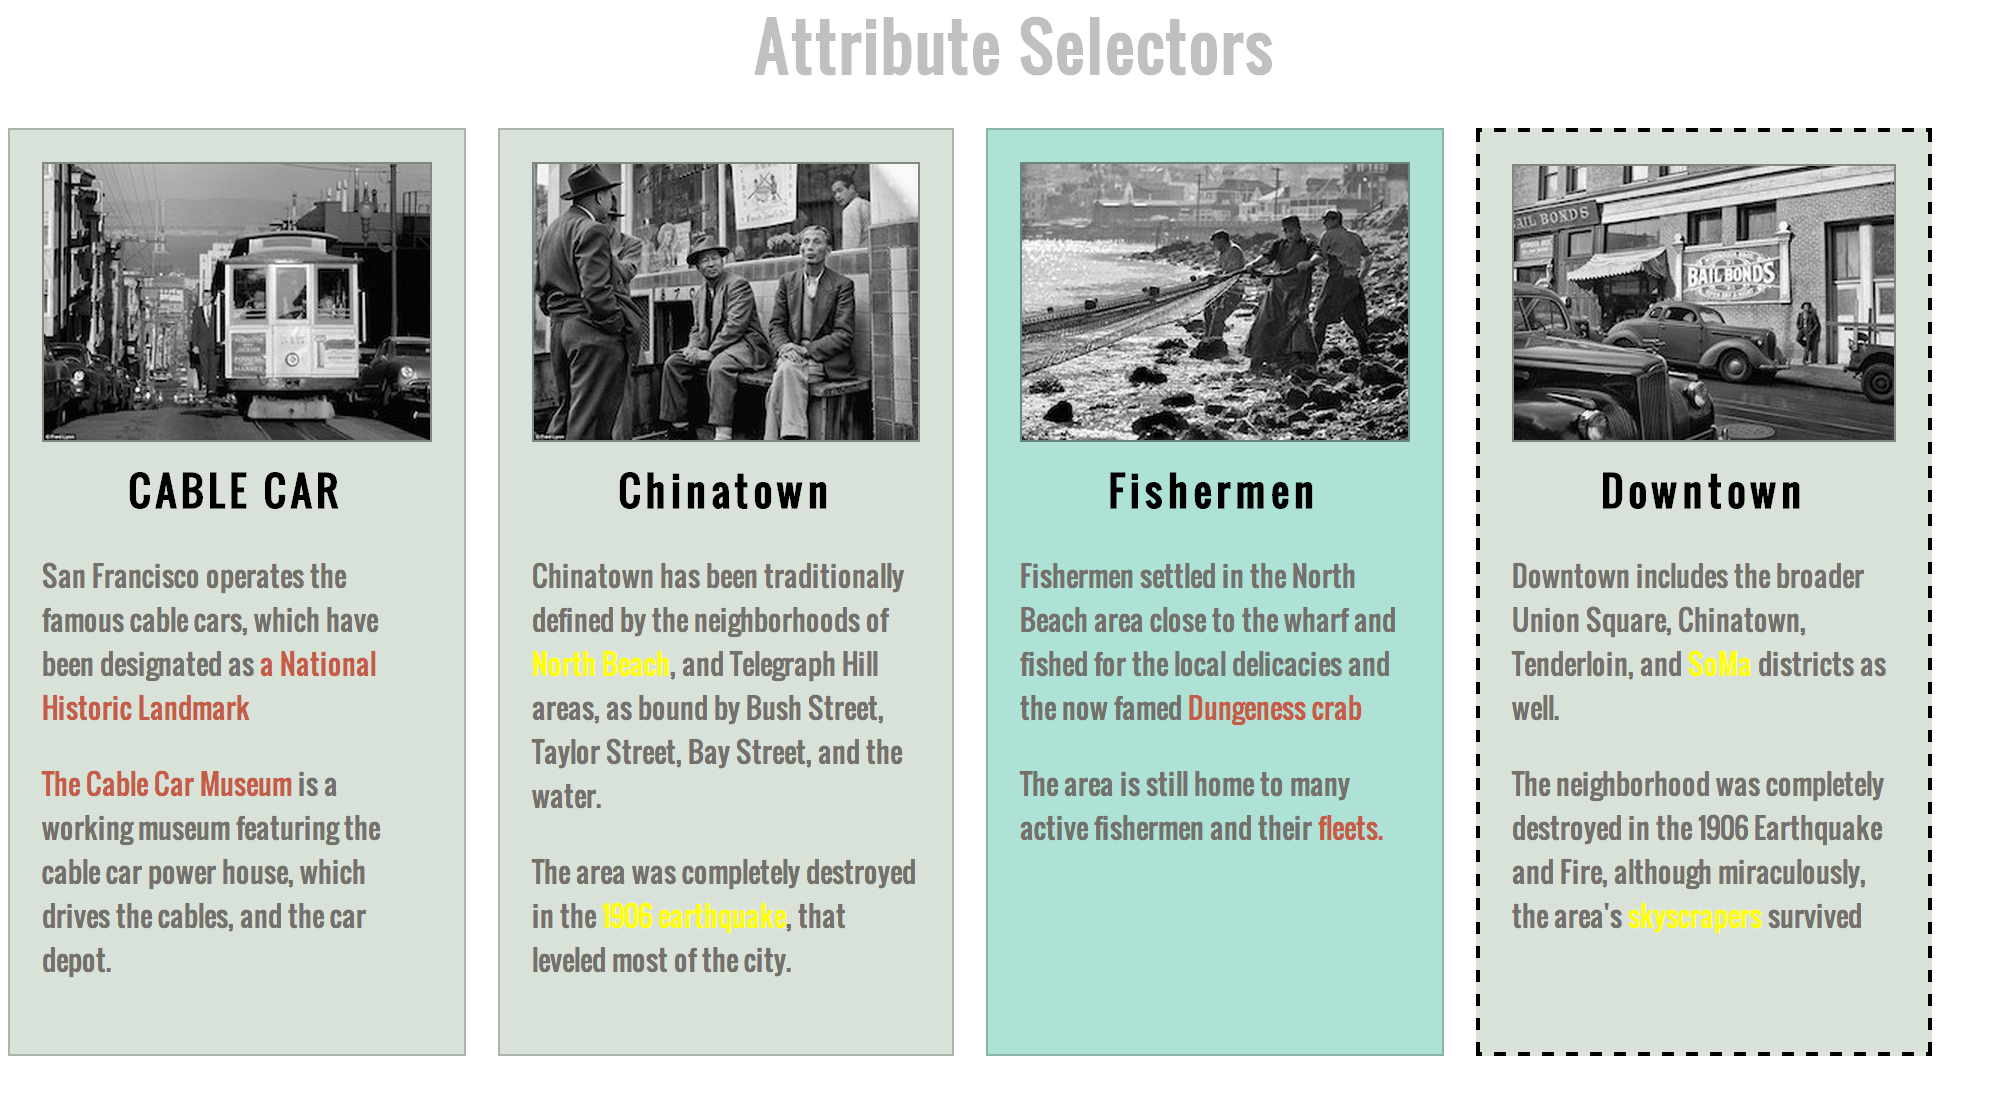 Attribute Selectors
BAIL BONDS
BAIL BONDS
CABLE CAR
San Francisco operates the
famous cable cars, which have
been designated as a National
Historic Landmark
The Cable Car Museum is a
working museum featuring the
cable car power house, which
drives the cables, and the car
depot.
Chinatown
Chinatown has been traditionally
defined by the neighborhoods of
North Beach, and Telegraph Hill
areas, as bound by Bush Street,
Taylor Street, Bay Street, and the
water.
The area was completely destroyed
in the 1906 earthquake, that
leveled most of the city.
Fishermen
Fishermen settled in the North
Beach area close to the wharf and
fished for the local delicacies and
the now famed Dungeness crab
The area is still home to many
active fishermen and their fleets.
Downtown
Downtown includes the broader
Union Square, Chinatown,
Tenderloin, and SoMa districts as
well.
The neighborhood was completely
destroyed in the 1906 Earthquake
and Fire, although miraculously,
the area's skyscrapers survived